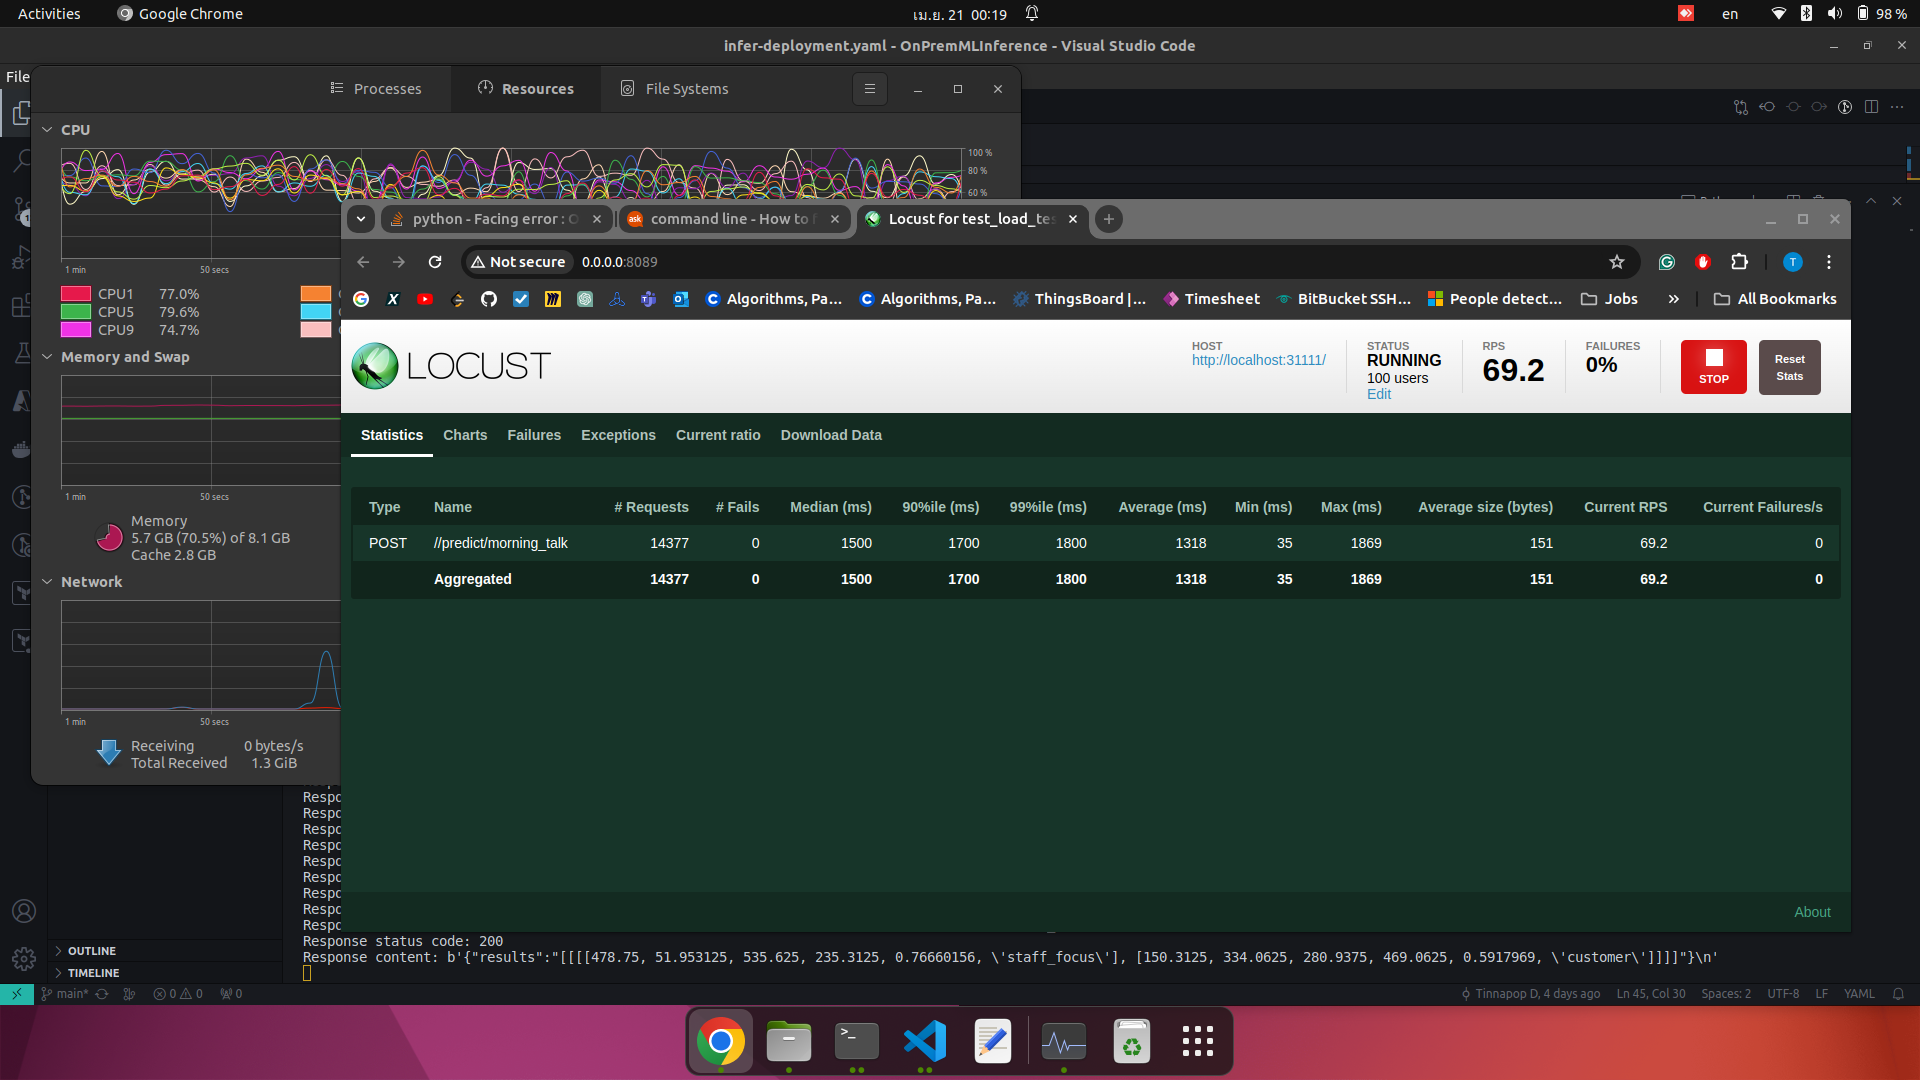 Activities
Google Chrome
เม.ย. 21 00:19
en
98 %
infer-deployment.yaml - OnPremMLInference - Visual Studio Code
File
Processes
Resources
File Systems
CPU
100 %
80 %
60 %
1 min
50 secs
CPU1 77.0%
CPU5 79.6%
CPU9 74.7%
Memory and Swap
1 min
50 secs
Memory
5.7 GB (70.5%) of 8.1 GB
Cache 2.8 GB
Network
1 min
50 secs
Receiving 0 bytes/s
Total Received 1.3 GiB
python - Facing error : O
command line - How to
Locust for test_load_tes
Not secure
0.0.0.0:8089
Algorithms, Pa...
Algorithms, Pa...
ThingsBoard |...
Timesheet
BitBucket SSH...
People detect...
Jobs
»
All Bookmarks
LOCUST
HOST
http://localhost:31111/
STATUS
RUNNING
100 users
Edit
RPS
69.2
FAILURES
0%
STOP
Reset
Stats
Statistics Charts Failures Exceptions Current ratio Download Data
Type Name # Requests # Fails Median (ms) 90%ile (ms) 99%ile (ms) Average (ms) Min (ms) Max (ms) Average size (bytes) Current RPS Current Failures/s
POST //predict/morning_talk 14377 0 1500 1700 1800 1318 35 1869 151 69.2 0
Aggregated 14377 0 1500 1700 1800 1318 35 1869 151 69.2 0
About
Respo
Respo
Respo
Respo
Respo
Respo
Respo
Respo
Respo
Response status code: 200
Response content: b'{"results":"[[[[478.75, 51.953125, 535.625, 235.3125, 0.76660156, \'staff_focus\'], [150.3125, 334.0625, 280.9375, 469.0625, 0.5917969, \'customer\']]]]"}\n'
OUTLINE
TIMELINE
main*
0 0
0
Tinnapop D, 4 days ago
Ln 45, Col 30
Spaces: 2
UTF-8
LF
YAML